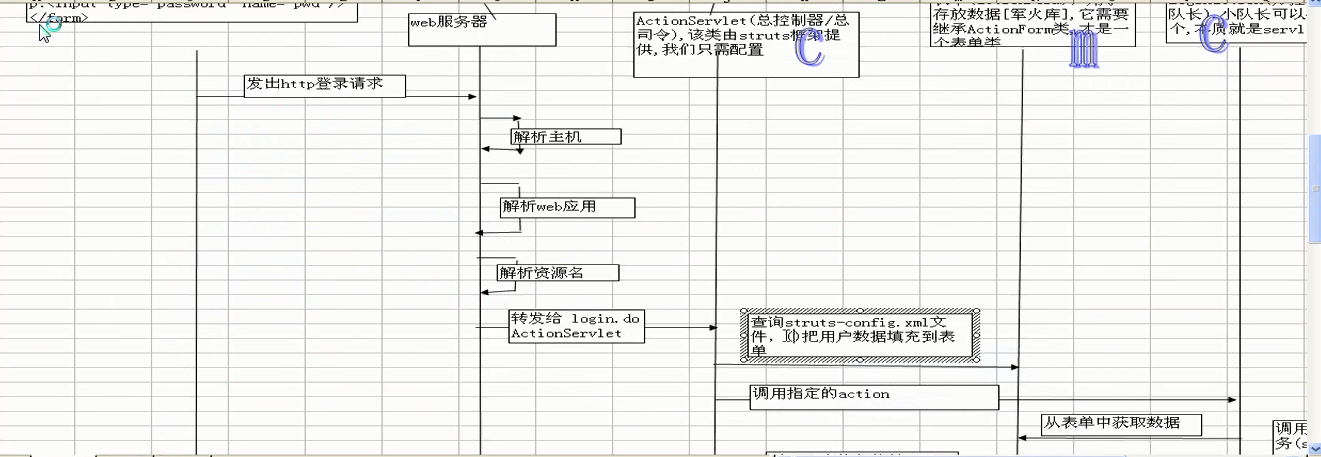 p:<input type="password" name="pwd"/>
</form>
web服务器
ActionServlet(总控制器/总
司令),该类由struts框架提
供,我们只需配置
C
存放数据[军火库],它需要
继承ActionForm类,才是一
个表单类
m
队长),小队长可以
个,本质就是servl
C
发出http登录请求
解析主机
解析web应用
解析资源名
转发给 login.do
ActionServlet
查询struts-config.xml文
件, 把用户数据填充到表
单
调用指定的action
从表单中获取数据
调用
务(s